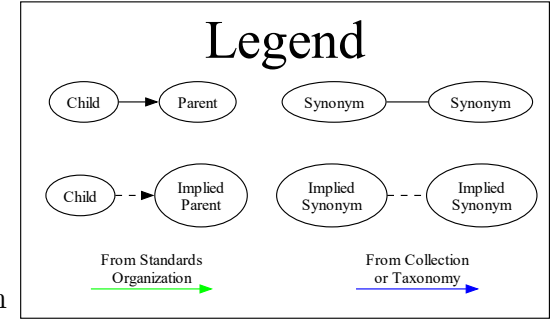 Legend
Child Parent Synonym Synonym
Child Implied Parent Implied Synonym Implied Synonym
From Standards Organization
From Collection or Taxonomy